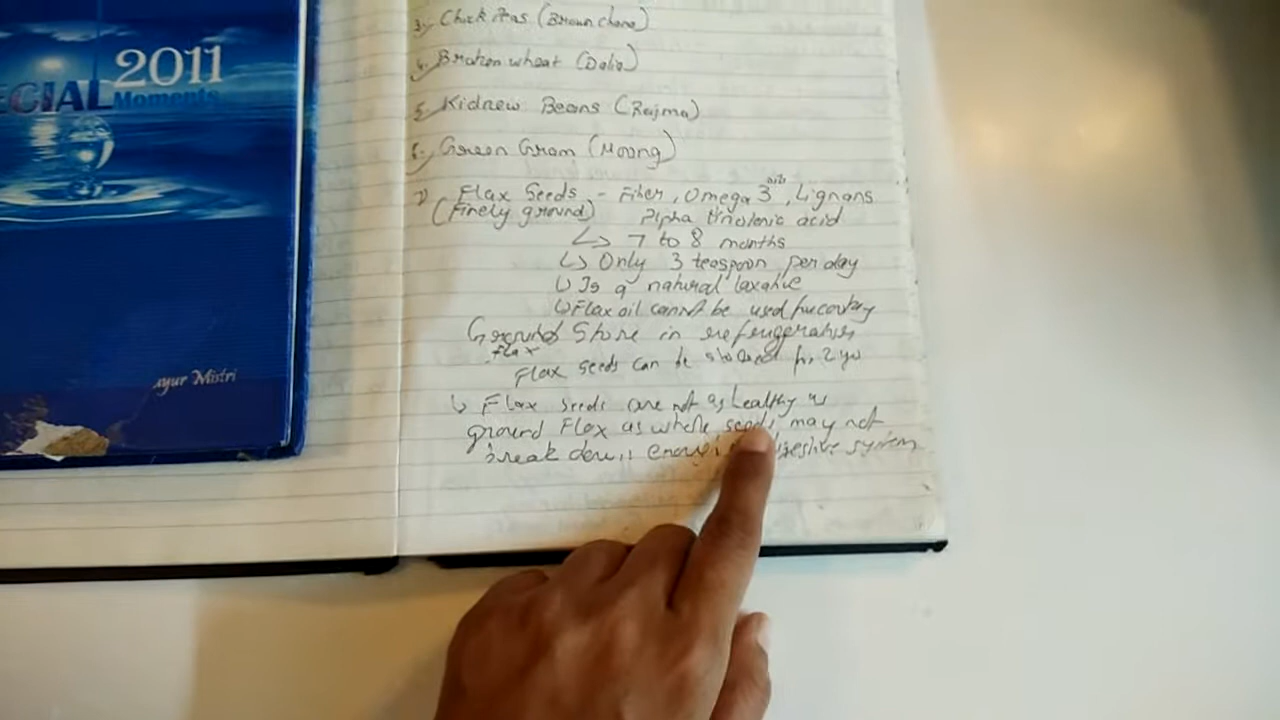 2011
ECIAL
Moments
ayur Mistri
3. Chick Peas (Brown chana)
4. Broken wheat (Dalia)
5. Kidnew Beans (Rajma)
6. Green Gram (Moong)
7) Flax Seeds - Fiber, Omega 3 , Lignans
(Finely ground) Alpha linolenic acid
↳ 7 to 8 months
↳ Only 3 teaspoon per day
↳ Is a natural laxative
↳ Flax oil cannot be used for
Ground Store in
flax
Flax seeds can be stored for 2 yrs
↳ Flax seeds are not as healthy as
ground Flax as whole seeds may not
break down system